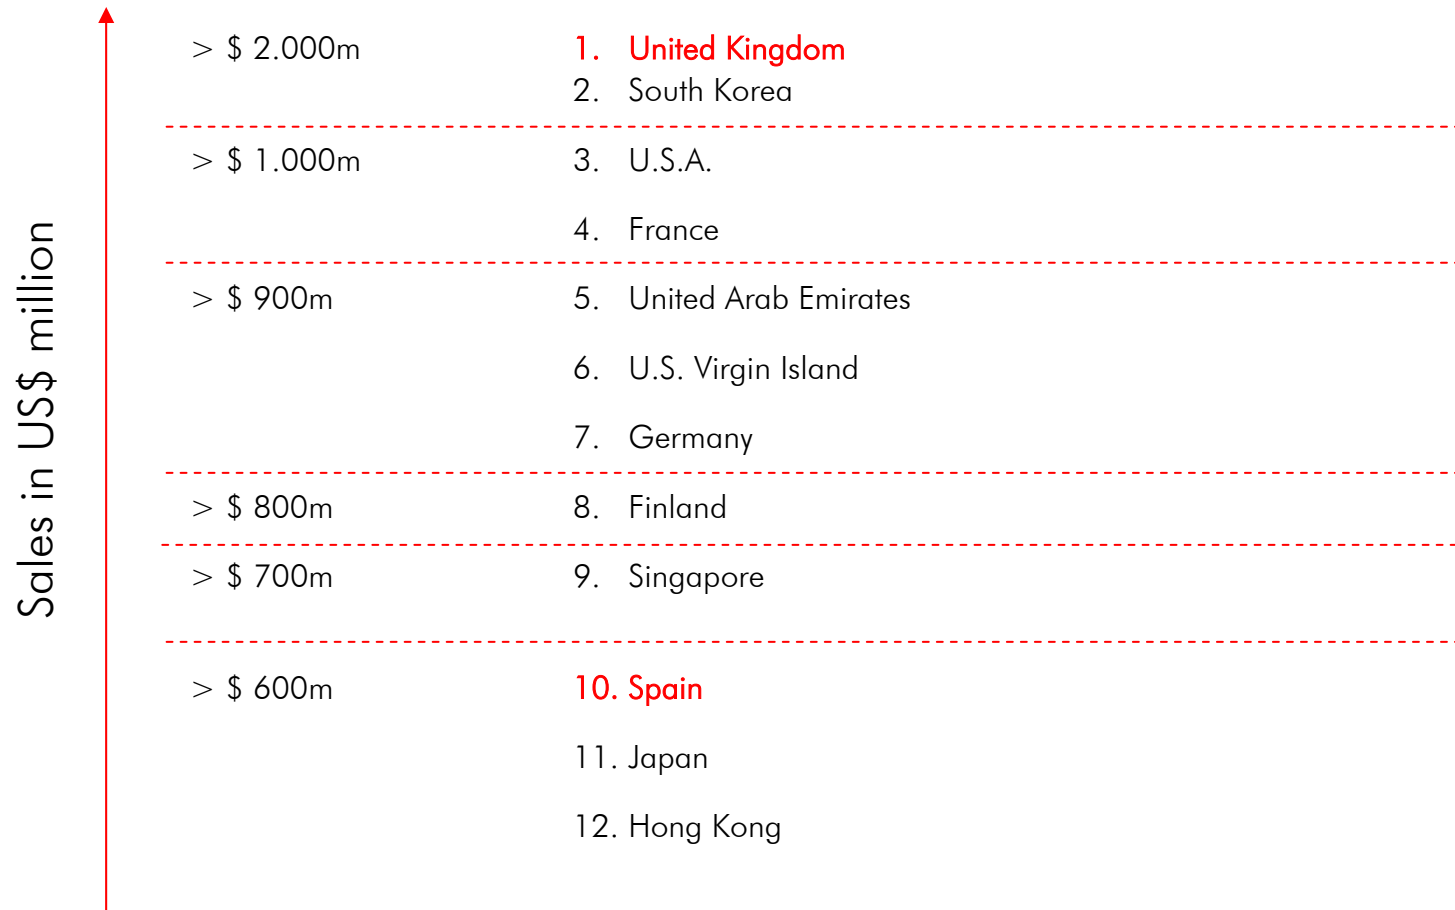 Sales in US$ million
> $ 2.000m 1. United Kingdom
2. South Korea
> $ 1.000m 3. U.S.A.
4. France
> $ 900m 5. United Arab Emirates
6. U.S. Virgin Island
7. Germany
> $ 800m 8. Finland
> $ 700m 9. Singapore
> $ 600m 10. Spain
11. Japan
12. Hong Kong